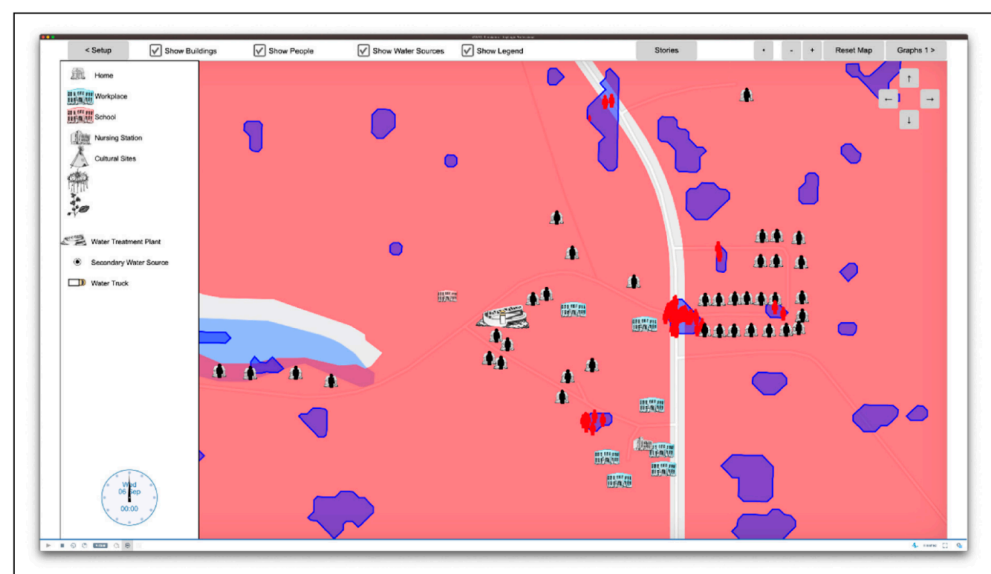 < Setup
Show Buildings
Show People
Show Water Sources
Show Legend
Stories
-
+
Reset Map
Graphs 1 >
Home
Workplace
School
Nursing Station
Cultural Sites
Water Treatment Plant
Secondary Water Source
Water Truck
↑
← →
↓
Wed
06 Sep
00:00